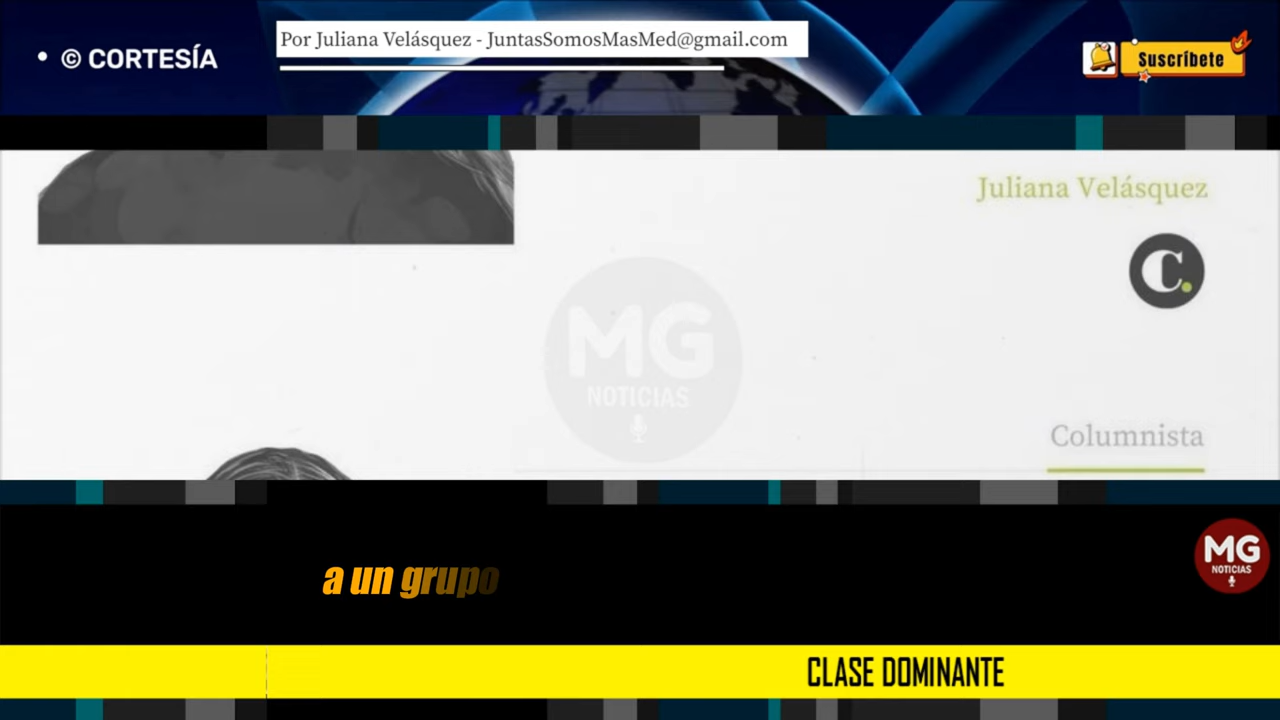 • © CORTESÍA
Por Juliana Velásquez - JuntasSomosMasMed@gmail.com
Suscríbete
Juliana Velásquez
C.
MG
NOTICIAS
Columnista
MG
NOTICIAS
a un grupo
CLASE DOMINANTE